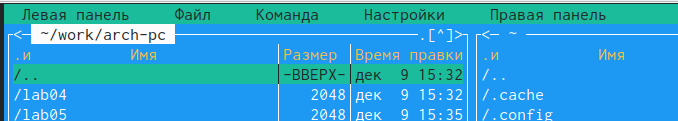 Левая панель Файл Команда Настройки Правая панель
<─ ~/work/arch-pc .[^]> <─ ~
.и Имя Размер Время правки .и Имя
/.. -ВВЕРХ- дек 9 15:32 /..
/lab04 2048 дек 9 15:32 /.cache
/lab05 2048 дек 9 15:35 /.config